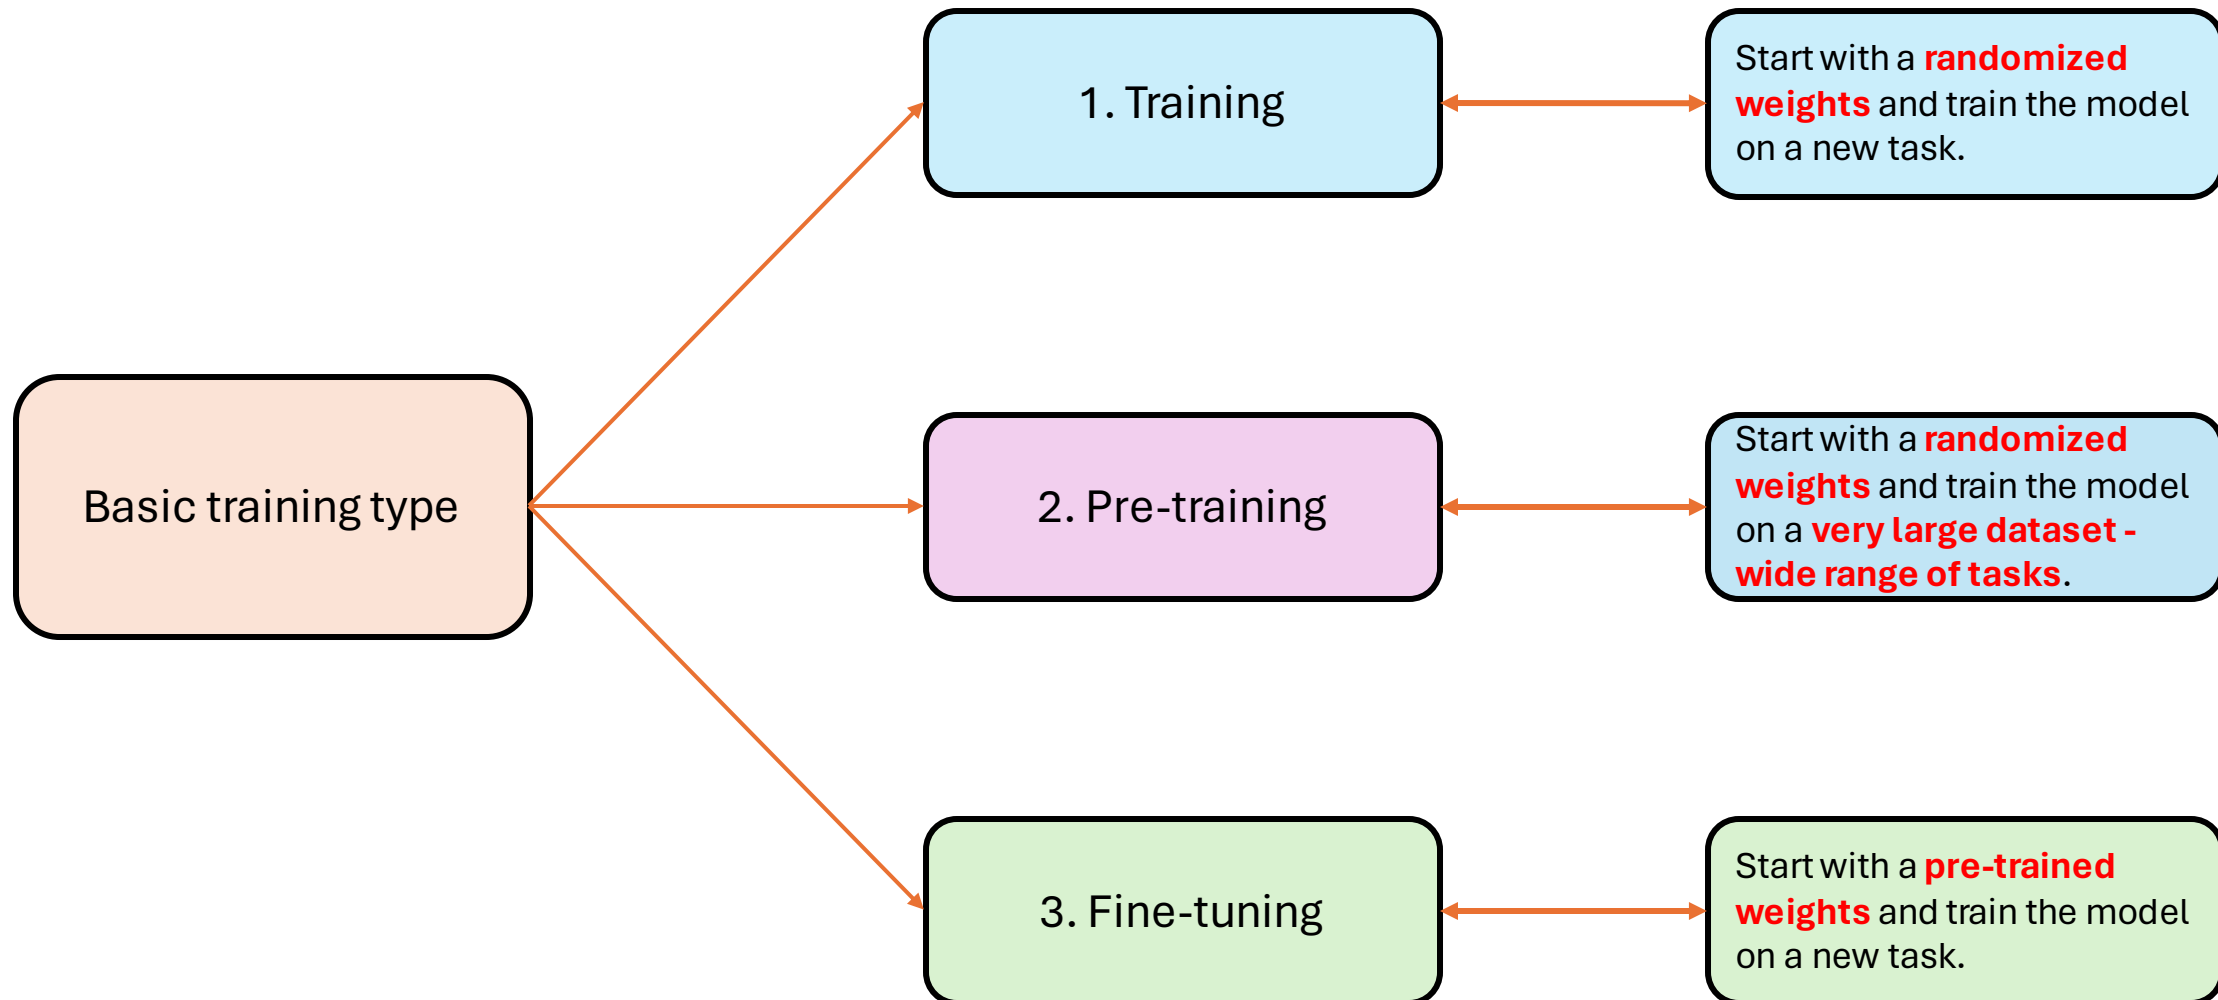 Basic training type
1. Training
Start with a randomized
weights and train the model
on a new task.
2. Pre-training
Start with a randomized
weights and train the model
on a very large dataset -
wide range of tasks.
3. Fine-tuning
Start with a pre-trained
weights and train the model
on a new task.